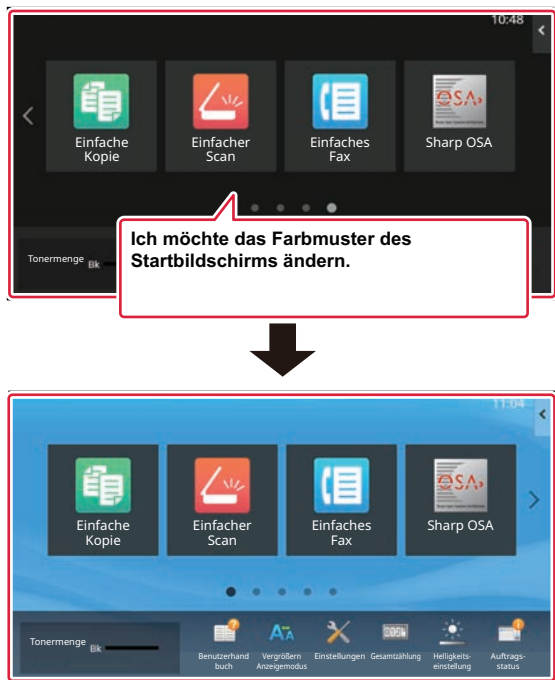 10:48
Einfache
Kopie
Einfacher
Scan
Einfaches
Fax
OSA
Sharp OSA
Ich möchte das Farbmuster des
Startbildschirms ändern.
Tonermenge Bk
11:04
Einfache
Kopie
Einfacher
Scan
Einfaches
Fax
OSA
Sharp OSA
Tonermenge Bk
Benutzerhand
buch
Vergrößern
Anzeigemodus
Einstellungen
Gesamtzählung
Helligkeits-
einstellung
Auftrags-
status